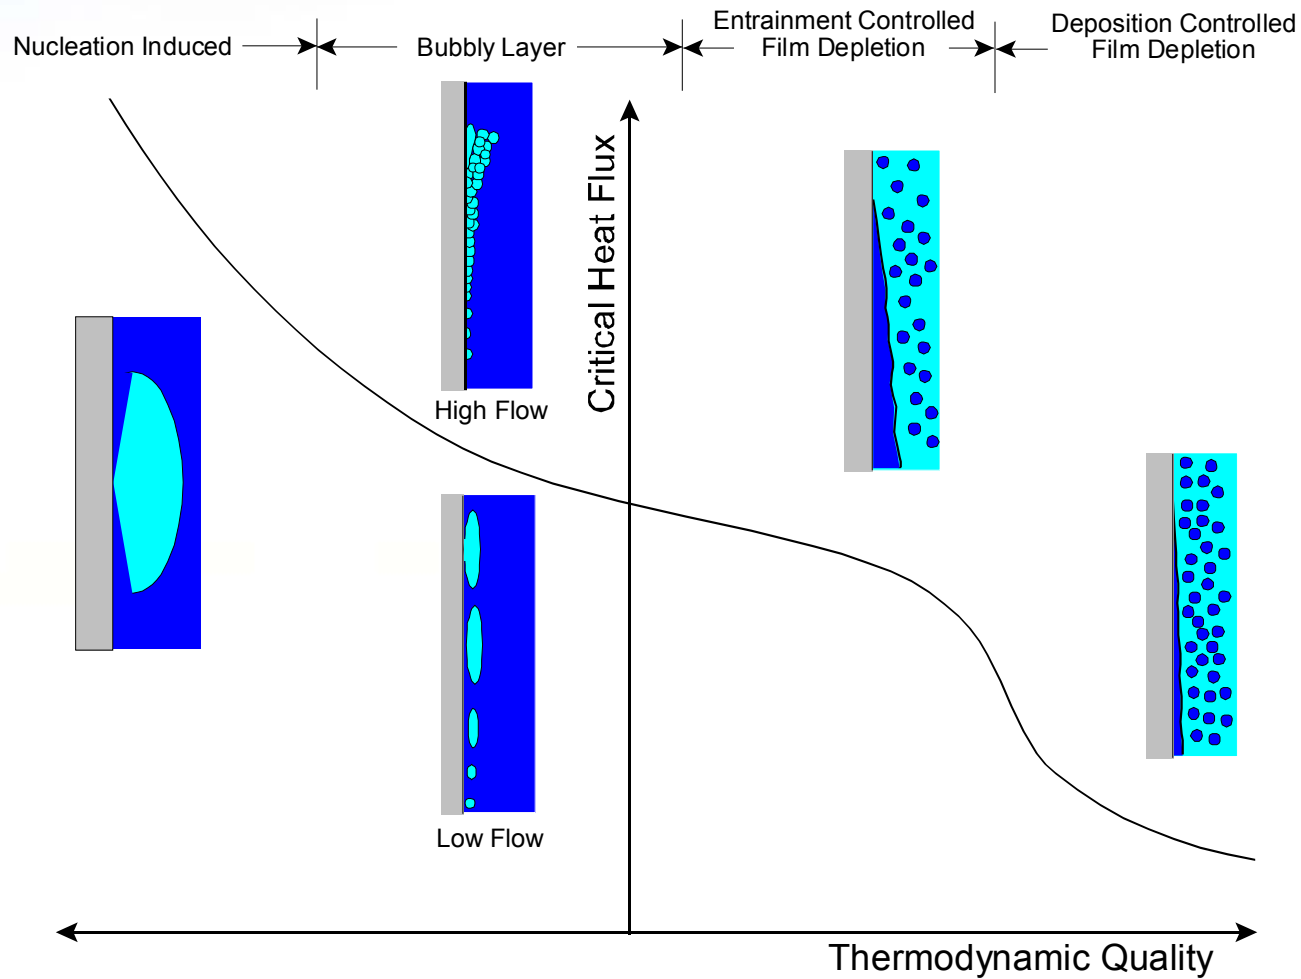 Nucleation Induced
Bubbly Layer
Entrainment Controlled
Film Depletion
Deposition Controlled
Film Depletion
Critical Heat Flux
High Flow
Low Flow
Thermodynamic Quality